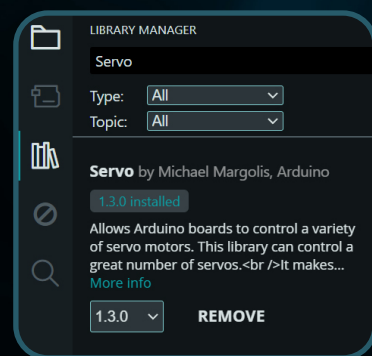 LIBRARY MANAGER
Servo
Type: All
Topic: All
Servo by Michael Margolis, Arduino
1.3.0 installed
Allows Arduino boards to control a variety
of servo motors. This library can control a
great number of servos.<br />It makes...
More info
1.3.0 REMOVE